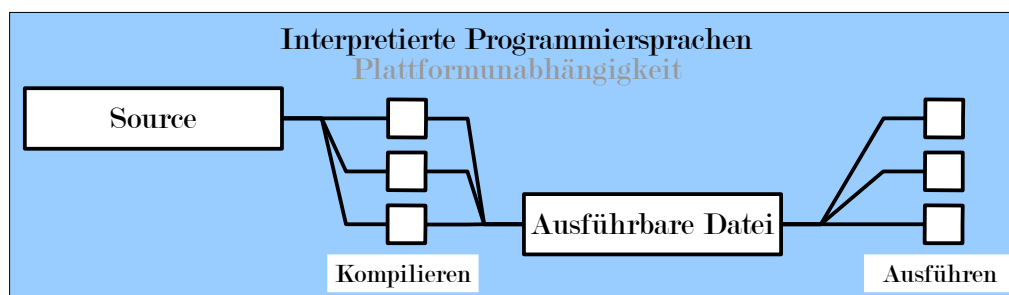 Interpretierte Programmiersprachen
Plattformunabhängigkeit
Source
Ausführbare Datei
Kompilieren
Ausführen